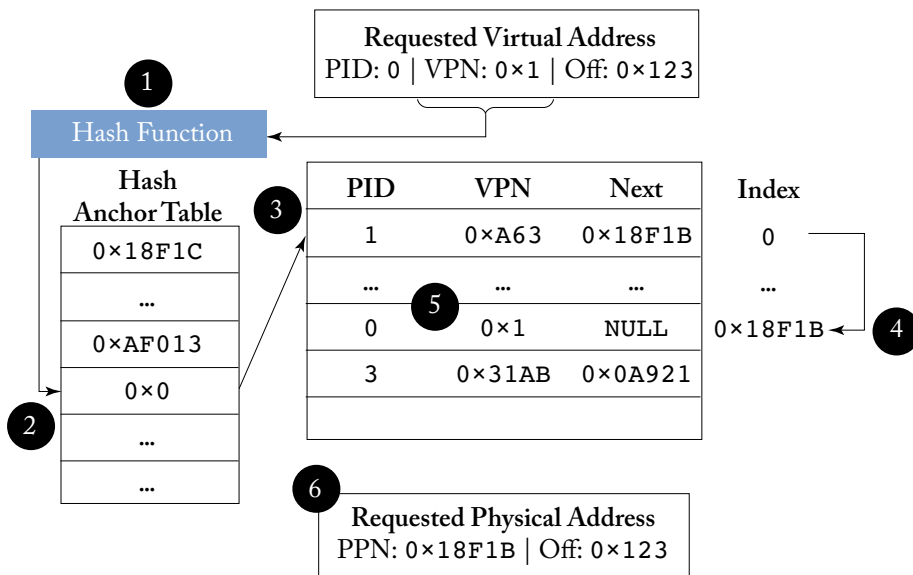 Requested Virtual Address
PID: 0 | VPN: 0×1 | Off: 0×123
1
Hash Function
Hash
Anchor Table
0×18F1C
...
0×AF013
0×0
...
...
2
3
PID VPN Next Index
1 0×A63 0×18F1B 0
... ... ... ...
5
0 0×1 NULL 0×18F1B
4
3 0×31AB 0×0A921
6
Requested Physical Address
PPN: 0×18F1B | Off: 0×123